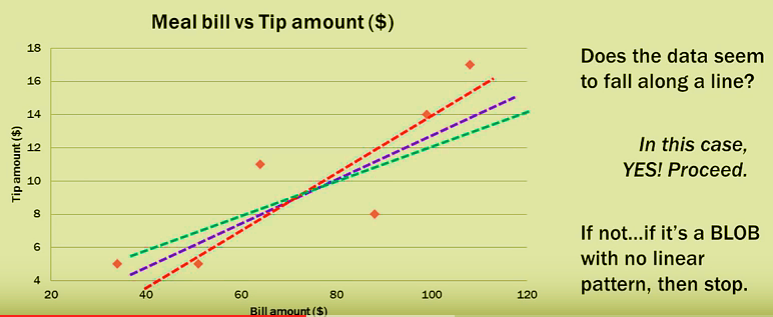 Meal bill vs Tip amount ($)
18
16
14
12
10
8
6
4
Tip amount ($)
20
40
60
80
100
120
Bill amount ($)
Does the data seem
to fall along a line?
In this case,
YES! Proceed.
If not...if it's a BLOB
with no linear
pattern, then stop.